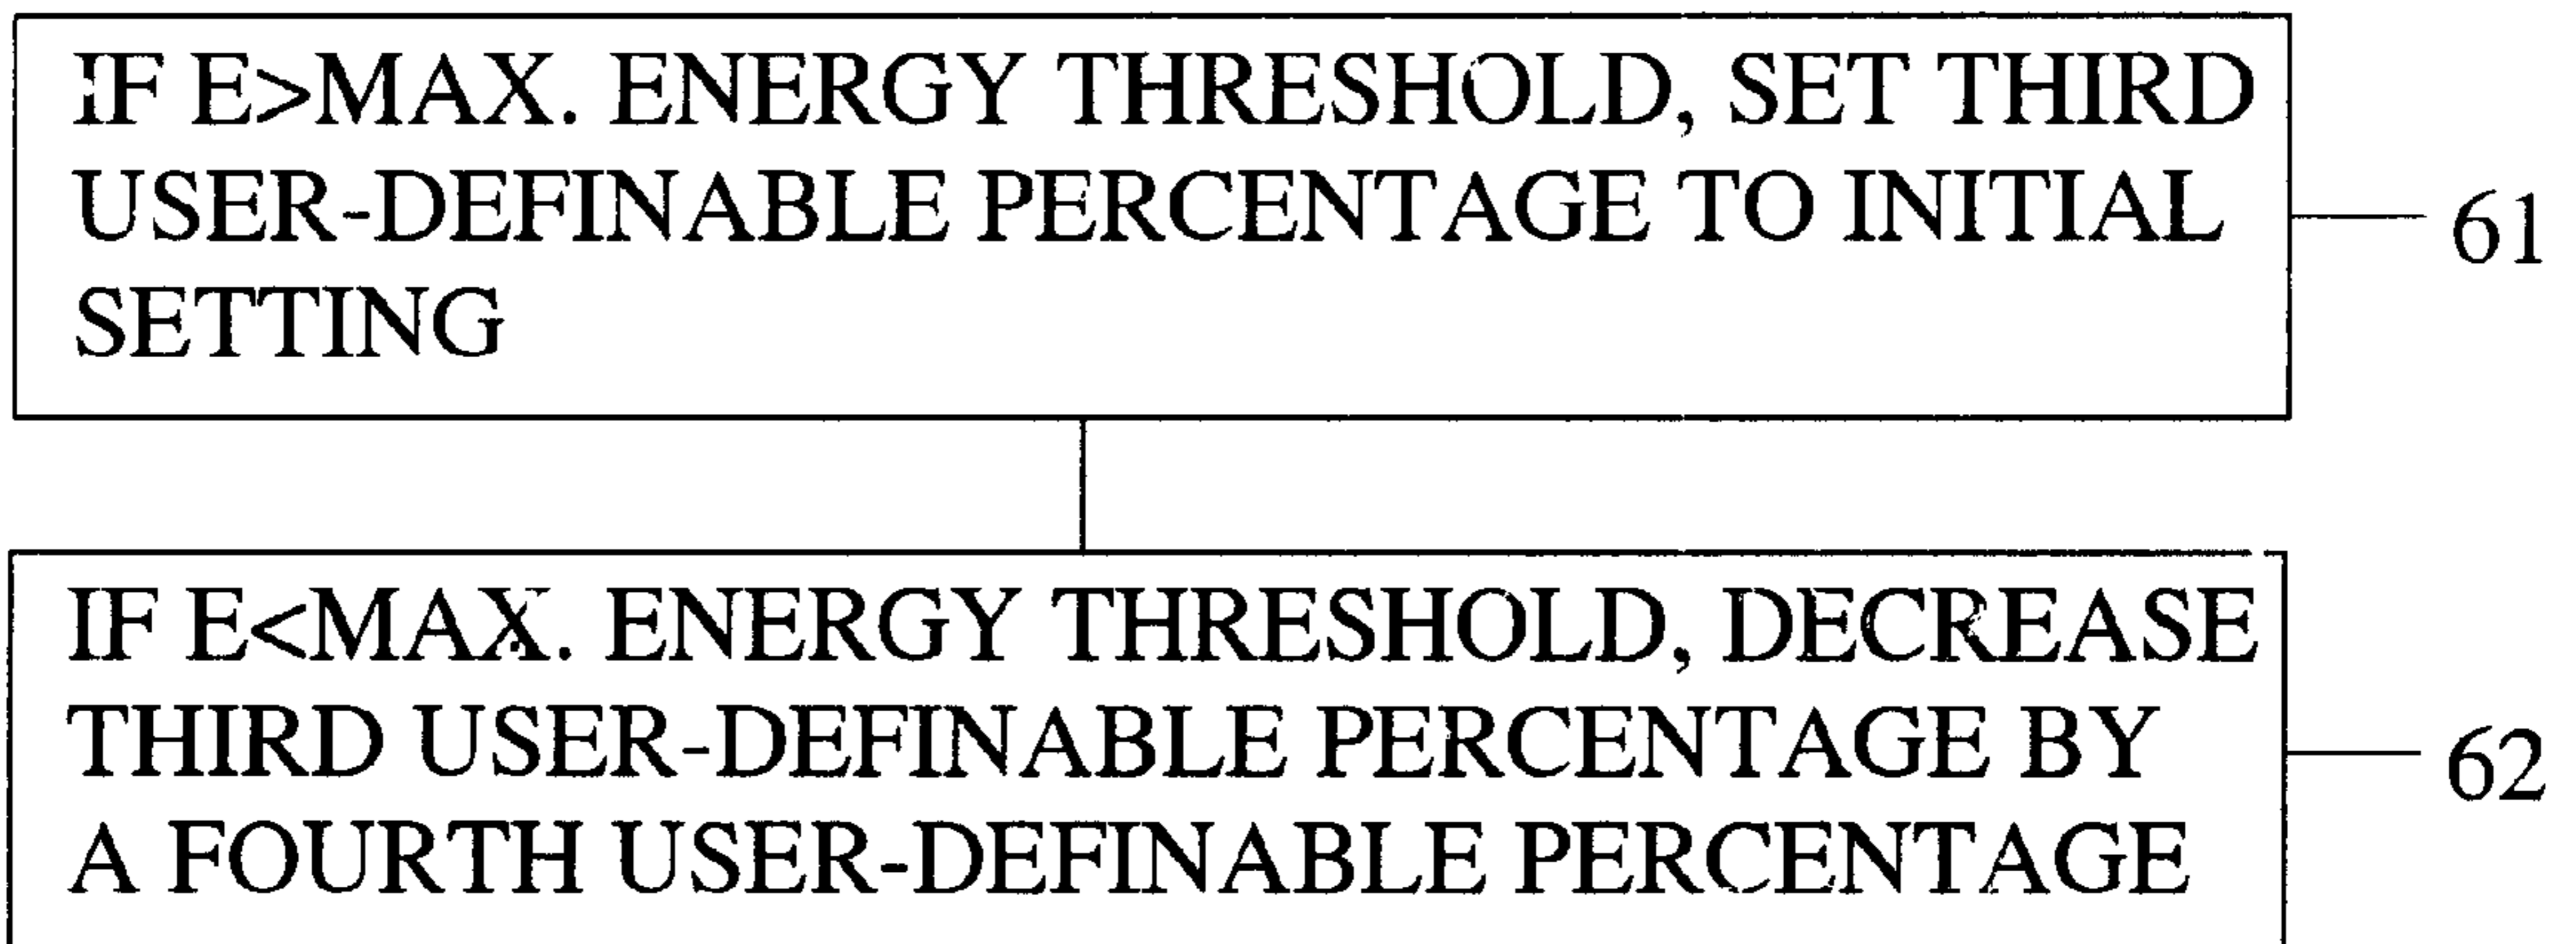 IF E>MAX. ENERGY THRESHOLD, SET THIRD
USER-DEFINABLE PERCENTAGE TO INITIAL
SETTING
61
IF E<MAX. ENERGY THRESHOLD, DECREASE
THIRD USER-DEFINABLE PERCENTAGE BY
A FOURTH USER-DEFINABLE PERCENTAGE
62